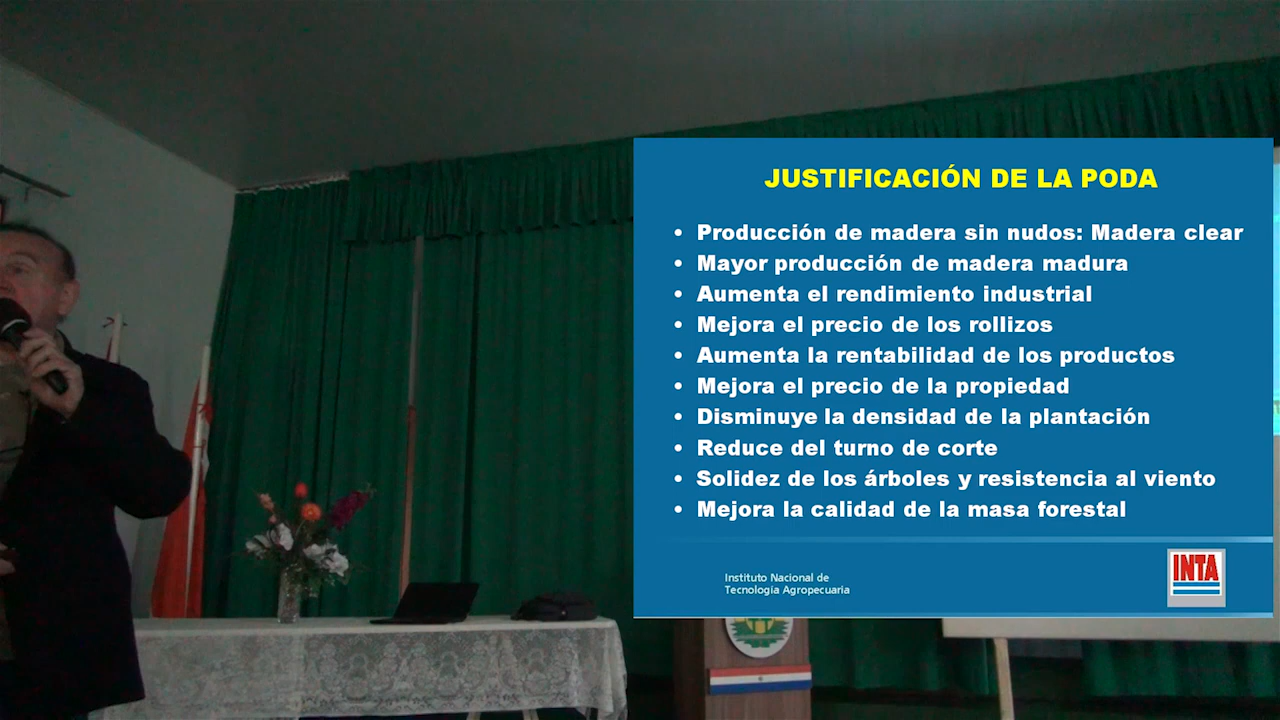 JUSTIFICACIÓN DE LA PODA
• Producción de madera sin nudos: Madera clear
• Mayor producción de madera madura
• Aumenta el rendimiento industrial
• Mejora el precio de los rollizos
• Aumenta la rentabilidad de los productos
• Mejora el precio de la propiedad
• Disminuye la densidad de la plantación
• Reduce del turno de corte
• Solidez de los árboles y resistencia al viento
• Mejora la calidad de la masa forestal
Instituto Nacional de
Tecnología Agropecuaria
INTA